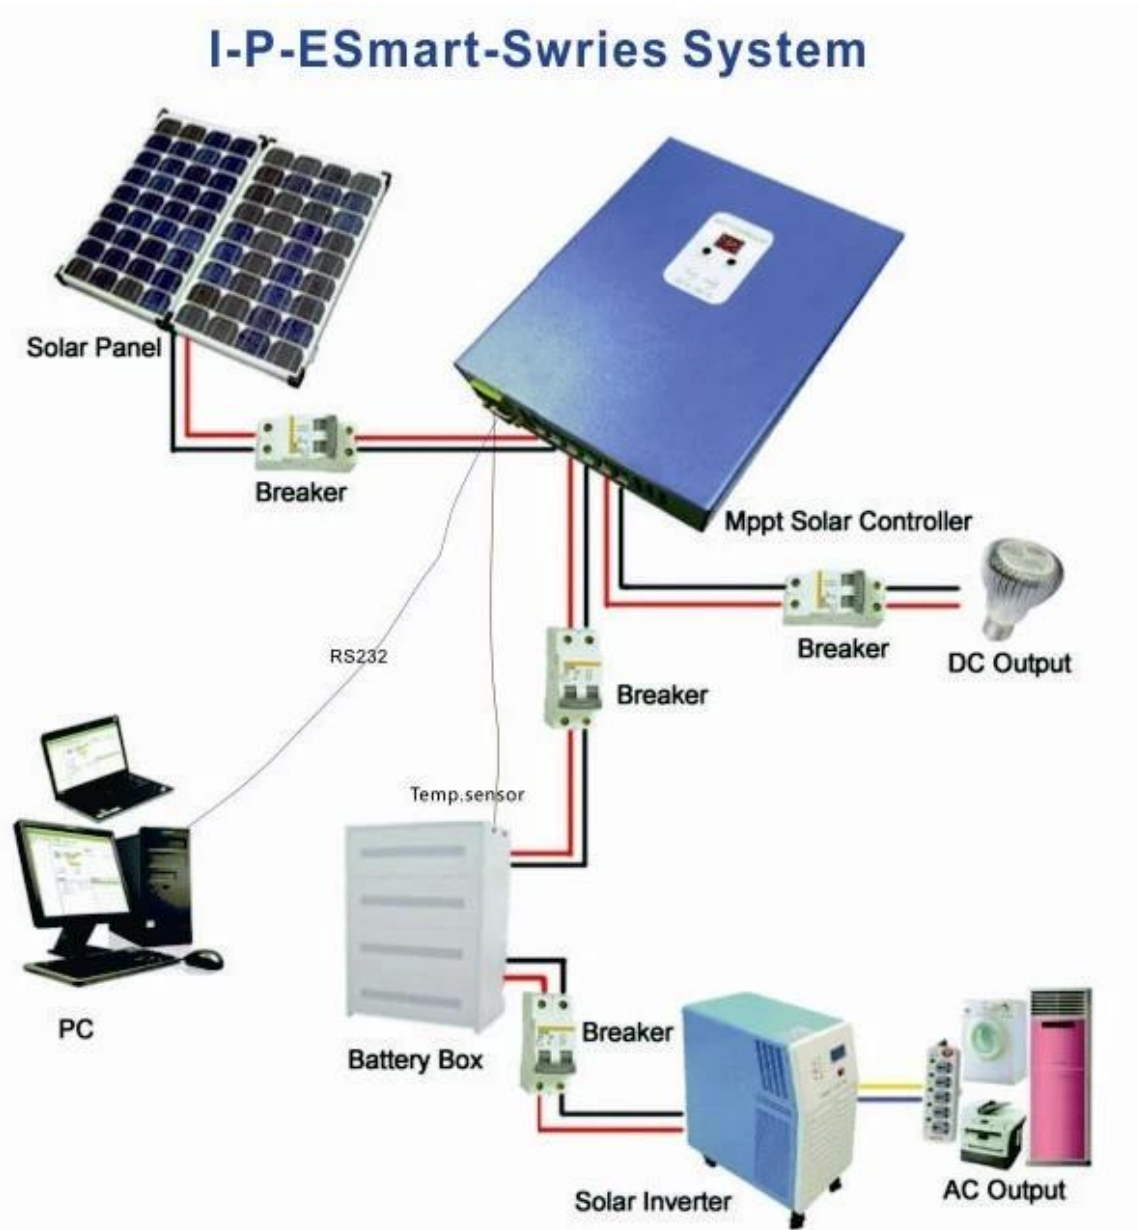 I-P-ESmart-Swries System
Solar Panel
Breaker
Mppt Solar Controller
Breaker
DC Output
RS232
Breaker
Temp.sensor
PC
Battery Box
Breaker
Solar Inverter
AC Output